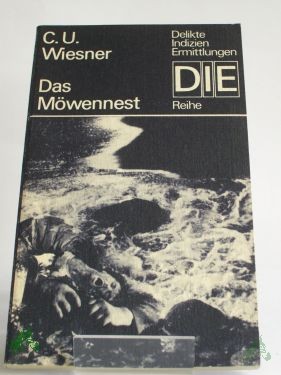 C. U.
Wiesner
Das
Möwennest
Delikte
Indizien
Ermittlungen
DIE
Reihe